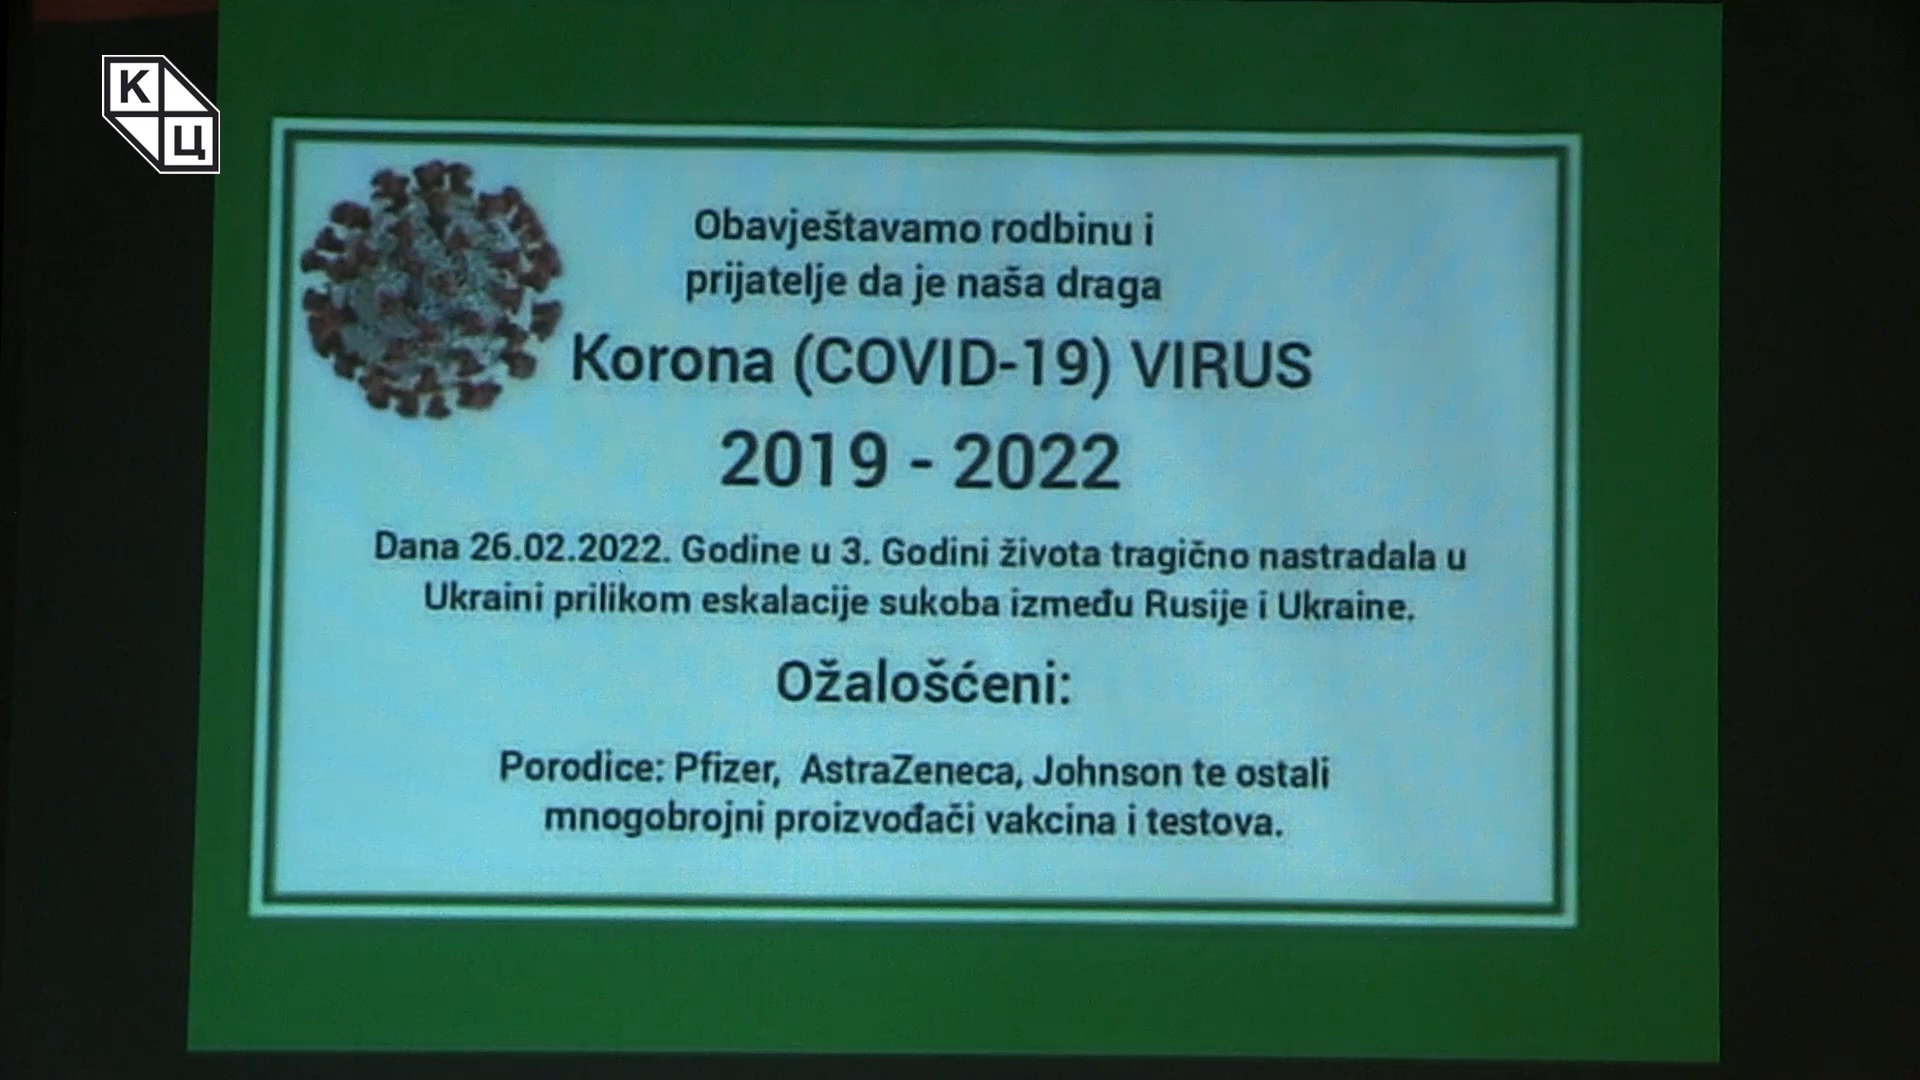 К
Ц
Obavještavamo rodbinu i
prijatelje da je naša draga
Korona (COVID-19) VIRUS
2019 - 2022
Dana 26.02.2022. Godine u 3. Godini života tragično nastradala u
Ukraini prilikom eskalacije sukoba između Rusije i Ukraine.
Ožalošćeni:
Porodice: Pfizer, AstraZeneca, Johnson te ostali
mnogobrojni proizvođači vakcina i testova.